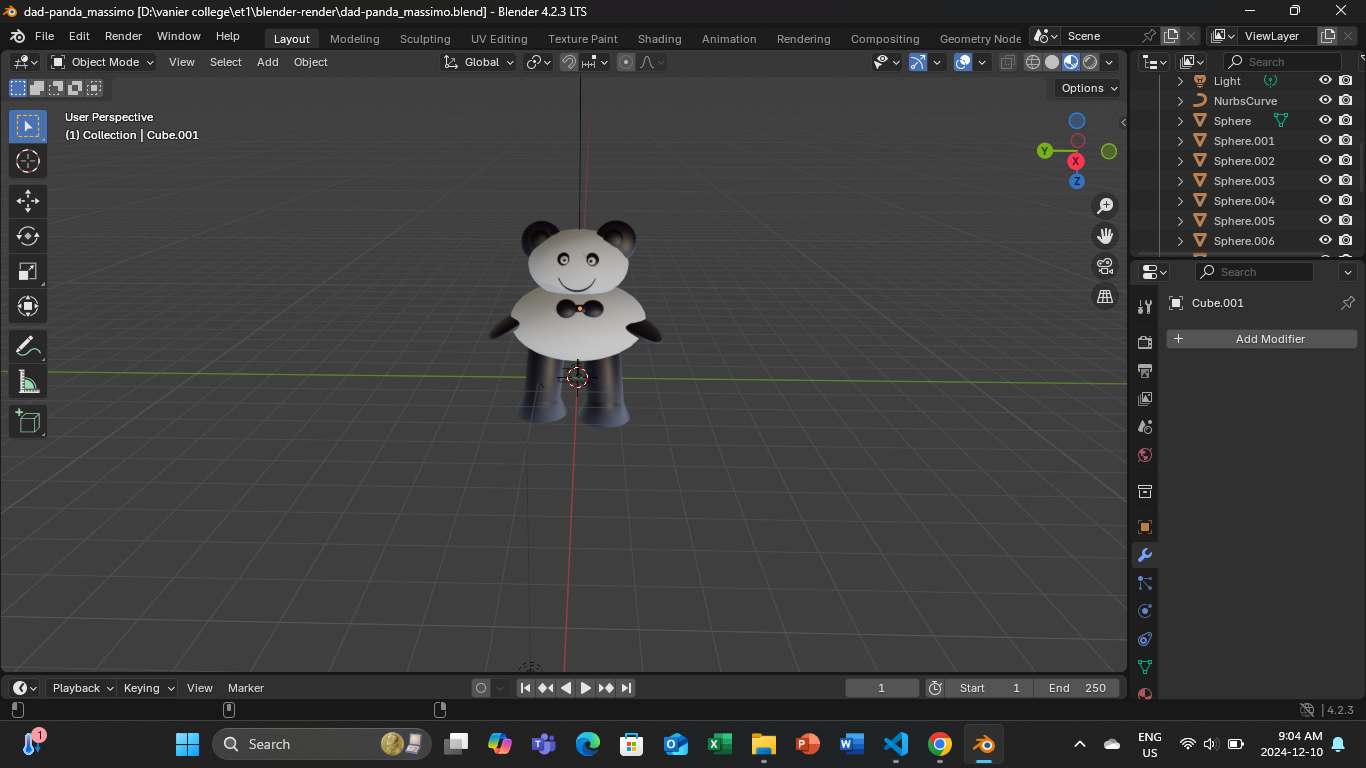 dad-panda_massimo [D:\vanier college\et1\blender-render\dad-panda_massimo.blend] - Blender 4.2.3 LTS
File Edit Render Window Help Layout Modeling Sculpting UV Editing Texture Paint Shading Animation Rendering Compositing Geometry Node Scene ViewLayer
Object Mode View Select Add Object Global Search
Options
User Perspective
(1) Collection | Cube.001
Y
X
Z
Light
NurbsCurve
Sphere
Sphere.001
Sphere.002
Sphere.003
Sphere.004
Sphere.005
Sphere.006
Search
Cube.001
+ Add Modifier
Playback Keying View Marker 1 Start 1 End 250
4.2.3
1
Search
ENG
US
9:04 AM
2024-12-10